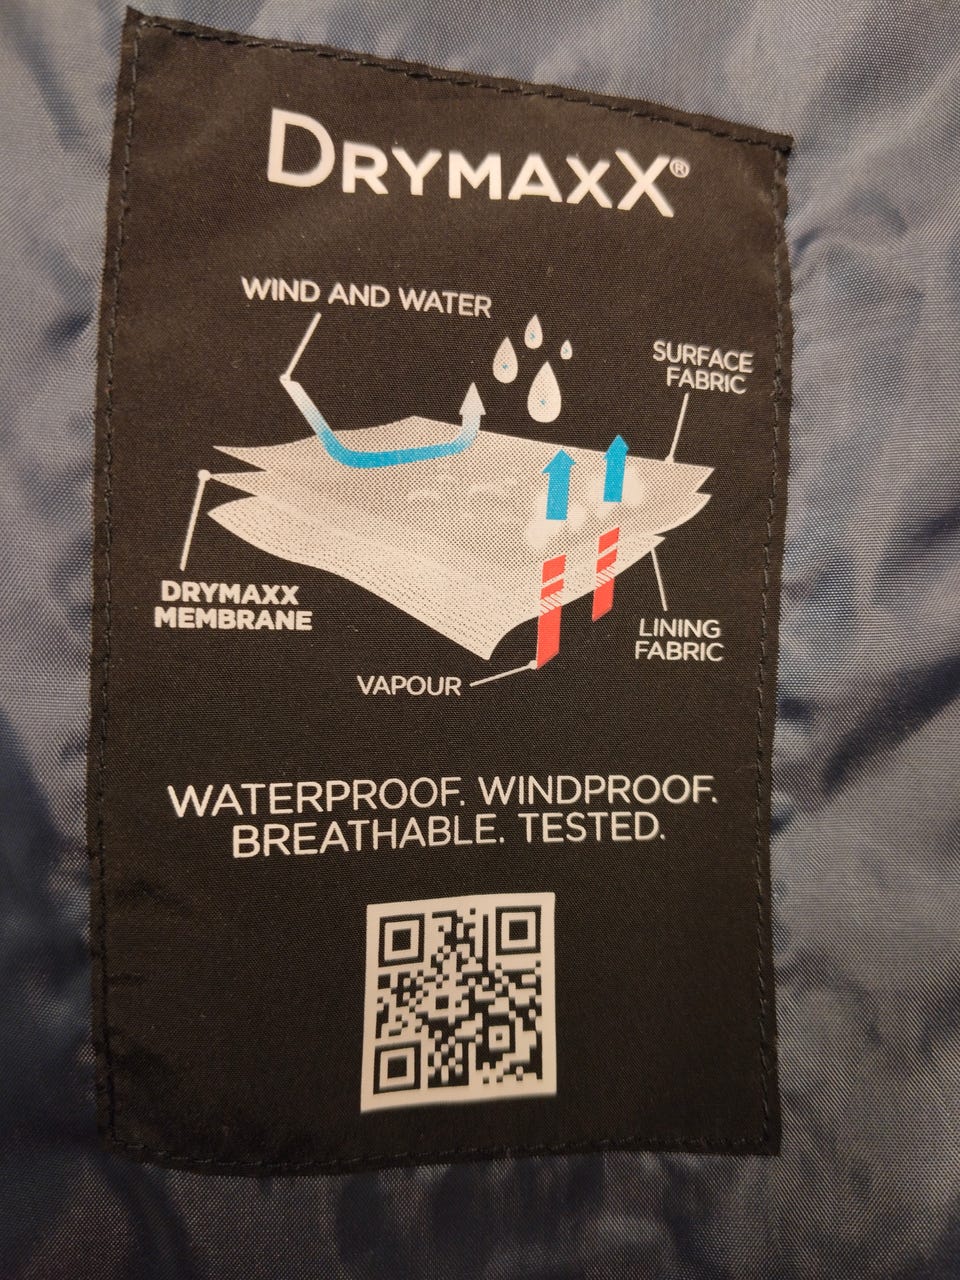 DRYMAXX®
WIND AND WATER
SURFACE
FABRIC
DRYMAXX
MEMBRANE
LINING
FABRIC
VAPOUR
WATERPROOF. WINDPROOF.
BREATHABLE. TESTED.